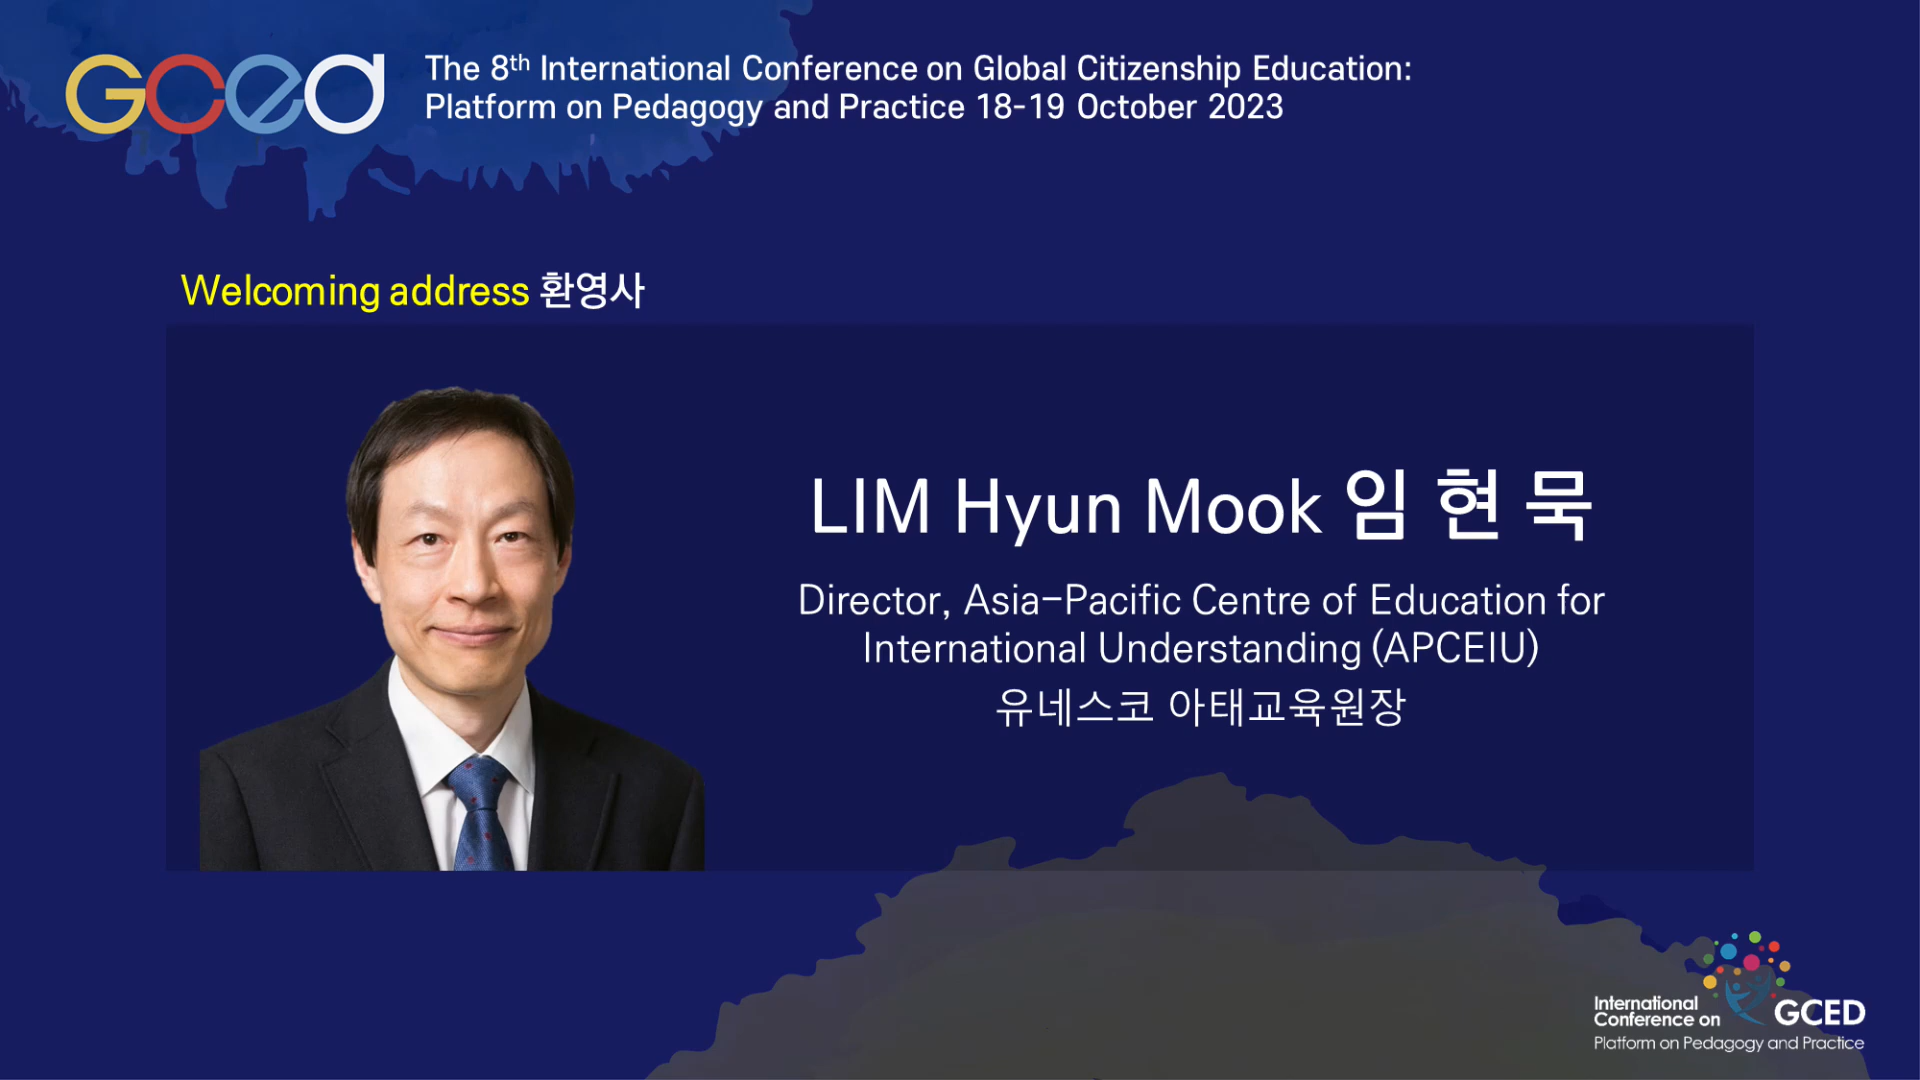 GCED
The 8th International Conference on Global Citizenship Education:
Platform on Pedagogy and Practice 18-19 October 2023
Welcoming address 환영사
LIM Hyun Mook 임 현 묵
Director, Asia-Pacific Centre of Education for
International Understanding (APCEIU)
유네스코 아태교육원장
International
Conference on GCED
Platform on Pedagogy and Practice